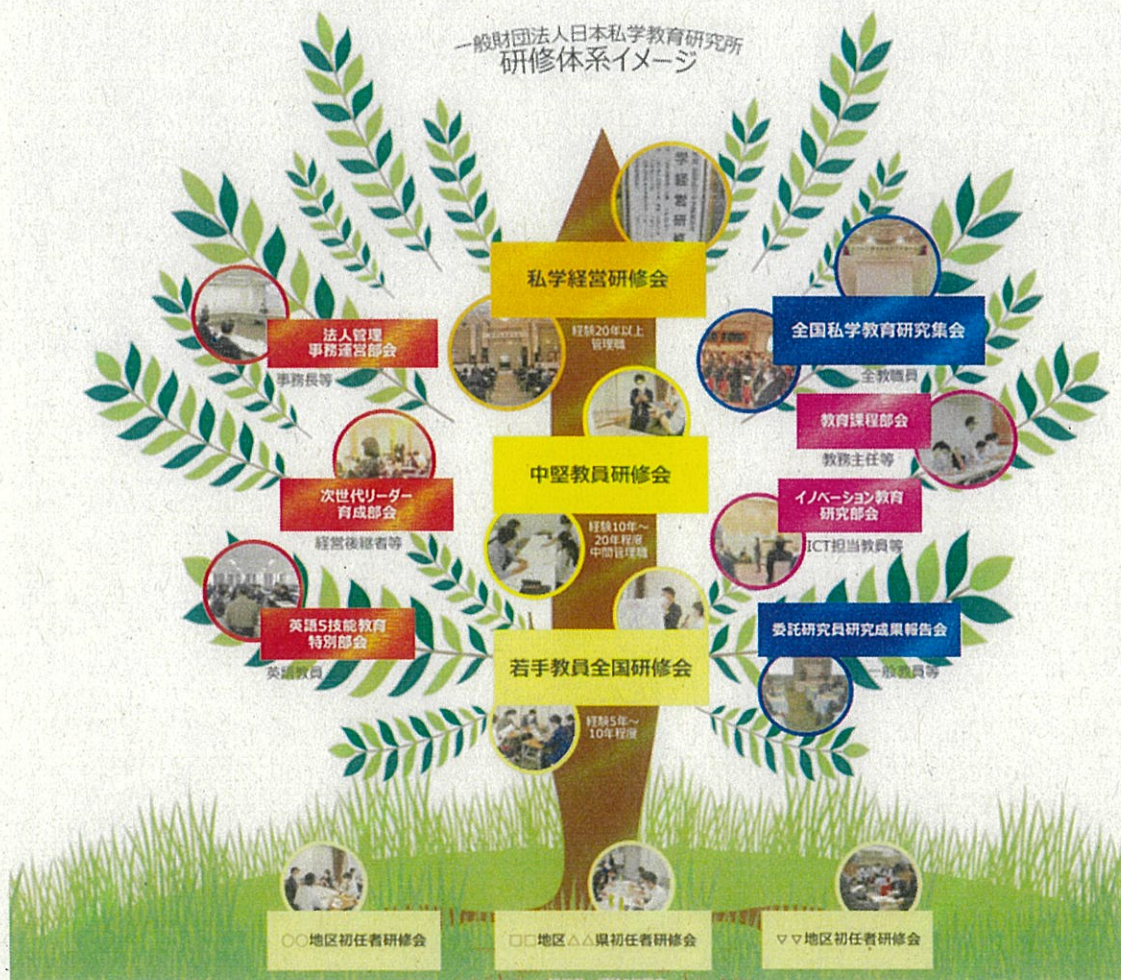 一般財団法人日本私学教育研究所
研修体系イメージ
私学経営研修会
経験20年以上
管理職
法人管理
事務運営部会
事務長等
全国私学教育研究集会
全教職員
教育課程部会
教務主任等
中堅教員研修会
経験10年～
20年程度
中間管理職
次世代リーダー
育成部会
経営後継者等
イノベーション教育
研究部会
ICT担当教員等
英語5技能教育
特別部会
英語教員
若手教員全国研修会
経験5年～
10年程度
委託研究員研究成果報告会
一般教員等
○○地区初任者研修会
□□地区△△県初任者研修会
▽▽地区初任者研修会